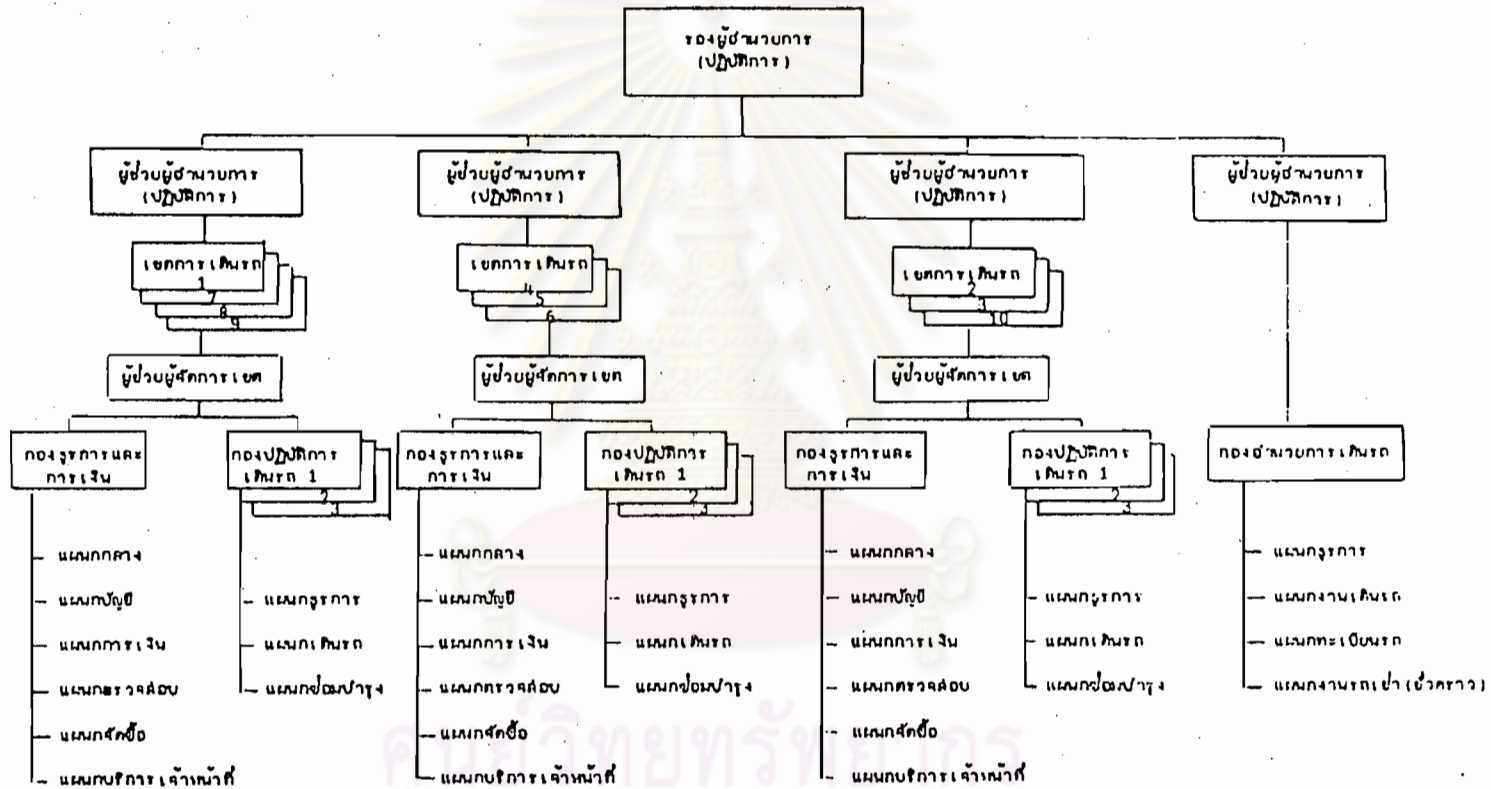 รองผู้อำนวยการ
(ปฏิบัติการ)
ผู้ช่วยผู้อำนวยการ
(ปฏิบัติการ)
ผู้ช่วยผู้อำนวยการ
(ปฏิบัติการ)
ผู้ช่วยผู้อำนวยการ
(ปฏิบัติการ)
ผู้ช่วยผู้อำนวยการ
(ปฏิบัติการ)
เขตการเดินรถ
1
7
8
9
เขตการเดินรถ
4
5
6
เขตการเดินรถ
2
3
10
ผู้ช่วยผู้จัดการเขต
ผู้ช่วยผู้จัดการเขต
ผู้ช่วยผู้จัดการเขต
กองธุรการและ
การเงิน
กองปฏิบัติการ
เดินรถ 1
2
3
กองธุรการและ
การเงิน
กองปฏิบัติการ
เดินรถ 1
2
3
กองธุรการและ
การเงิน
กองปฏิบัติการ
เดินรถ 1
2
3
กองอำนวยการเดินรถ
แผนกกลาง
แผนกบัญชี
แผนกการเงิน
แผนกตรวจสอบ
แผนกจัดซื้อ
แผนกบริการเจ้าหน้าที่
แผนกธุรการ
แผนกเดินรถ
แผนกซ่อมบำรุง
แผนกกลาง
แผนกบัญชี
แผนกการเงิน
แผนกตรวจสอบ
แผนกจัดซื้อ
แผนกบริการเจ้าหน้าที่
แผนกธุรการ
แผนกเดินรถ
แผนกซ่อมบำรุง
แผนกกลาง
แผนกบัญชี
แผนกการเงิน
แผนกตรวจสอบ
แผนกจัดซื้อ
แผนกบริการเจ้าหน้าที่
แผนกธุรการ
แผนกเดินรถ
แผนกซ่อมบำรุง
แผนกธุรการ
แผนกงานเดินรถ
แผนกทะเบียนรถ
แผนกงานรถเช่า (ชั่วคราว)
ศูนย์วิทยทรัพยากร